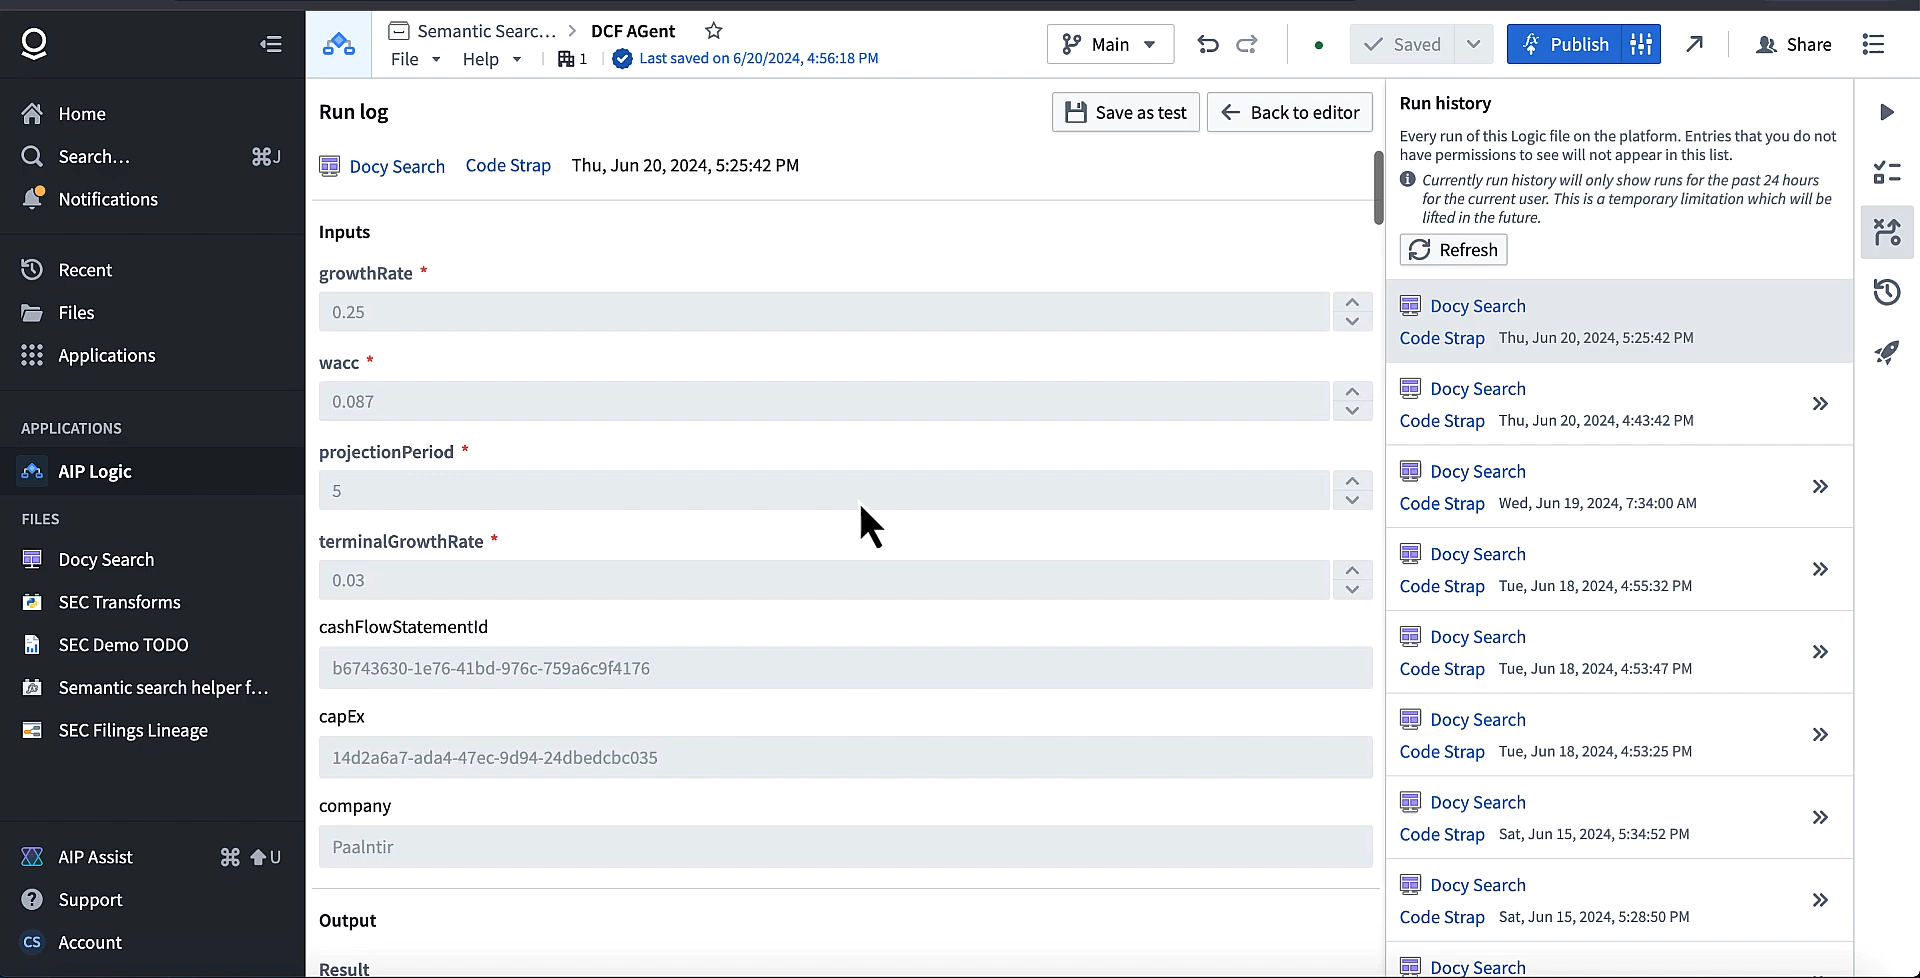 Semantic Searc... > DCF AGent
File Help 1 Last saved on 6/20/2024, 4:56:18 PM
Main
Saved
Publish
Share
Home
Search... ⌘J
Notifications
Recent
Files
Applications
APPLICATIONS
AIP Logic
FILES
Docy Search
SEC Transforms
SEC Demo TODO
Semantic search helper f...
SEC Filings Lineage
AIP Assist ⌘ ⬆ U
Support
CS Account
Run log
Save as test
Back to editor
Docy Search Code Strap Thu, Jun 20, 2024, 5:25:42 PM
Inputs
growthRate *
0.25
wacc *
0.087
projectionPeriod *
5
terminalGrowthRate *
0.03
cashFlowStatementId
b6743630-1e76-41bd-976c-759a6c9f4176
capEx
14d2a6a7-ada4-47ec-9d94-24dbedcbc035
company
Paalntir
Output
Result
Run history
Every run of this Logic file on the platform. Entries that you do not
have permissions to see will not appear in this list.
Currently run history will only show runs for the past 24 hours
for the current user. This is a temporary limitation which will be
lifted in the future.
Refresh
Docy Search
Code Strap Thu, Jun 20, 2024, 5:25:42 PM
Docy Search
Code Strap Thu, Jun 20, 2024, 4:43:42 PM
Docy Search
Code Strap Wed, Jun 19, 2024, 7:34:00 AM
Docy Search
Code Strap Tue, Jun 18, 2024, 4:55:32 PM
Docy Search
Code Strap Tue, Jun 18, 2024, 4:53:47 PM
Docy Search
Code Strap Tue, Jun 18, 2024, 4:53:25 PM
Docy Search
Code Strap Sat, Jun 15, 2024, 5:34:52 PM
Docy Search
Code Strap Sat, Jun 15, 2024, 5:28:50 PM
Docy Search